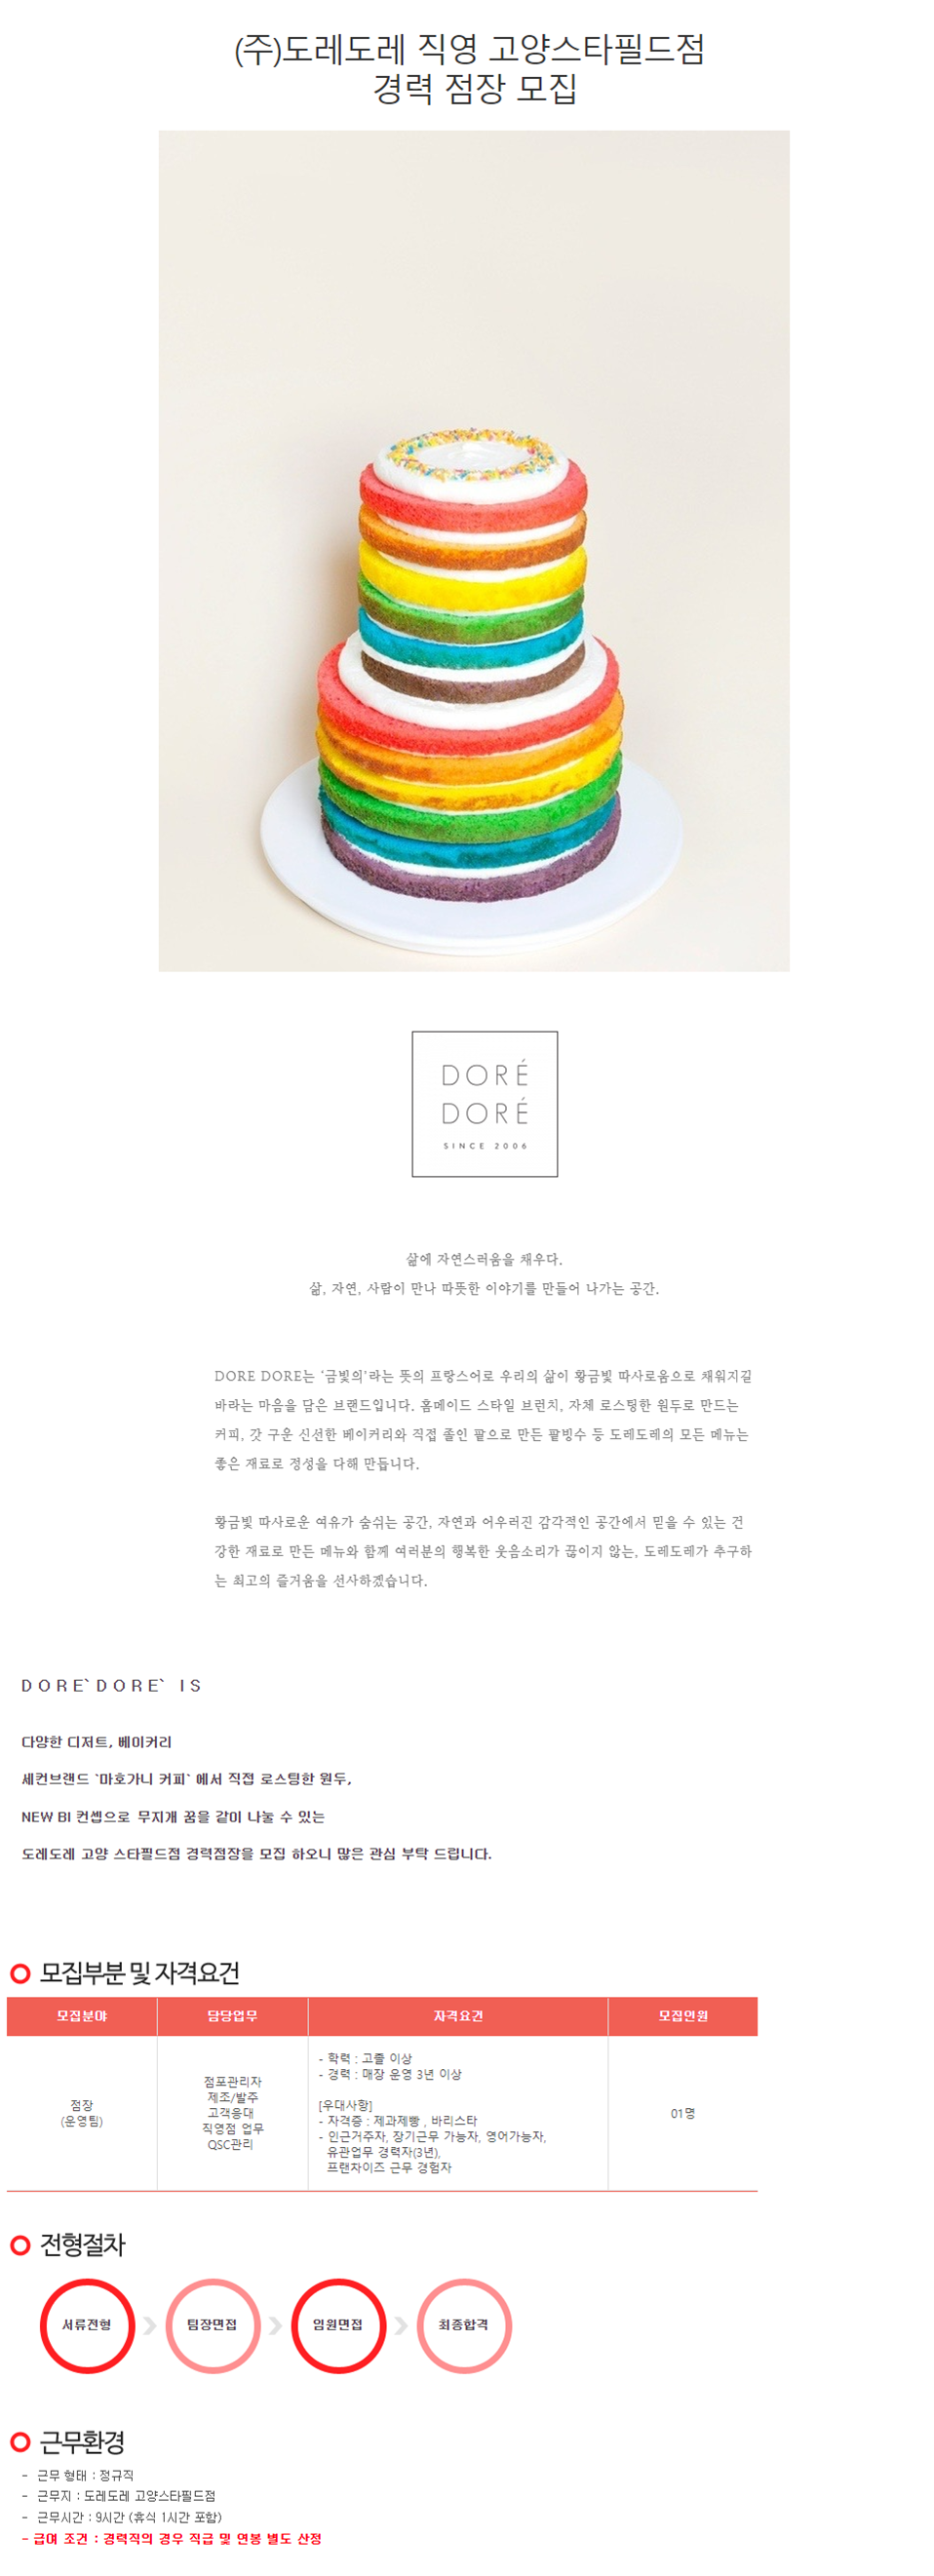 (주)도레도레 직영 고양스타필드점
경력 점장 모집
DORÉ
DORÉ
SINCE 2006
삶에 자연스러움을 채우다.
삶, 자연, 사람이 만나 따뜻한 이야기를 만들어 나가는 공간.
DORE DORE는 '금빛의'라는 뜻의 프랑스어로 우리의 삶이 황금빛 따사로움으로 채워지길
바라는 마음을 담은 브랜드입니다. 홈메이드 스타일 브런치, 자체 로스팅한 원두로 만드는
커피, 갓 구운 신선한 베이커리와 직접 졸인 팥으로 만든 팥빙수 등 도레도레의 모든 메뉴는
좋은 재료로 정성을 다해 만듭니다.
황금빛 따사로운 여유가 숨쉬는 공간, 자연과 어우러진 감각적인 공간에서 믿을 수 있는 건
강한 재료로 만든 메뉴와 함께 여러분의 행복한 웃음소리가 끊이지 않는, 도레도레가 추구하
는 최고의 즐거움을 선사하겠습니다.
DORE`DORE` IS
다양한 디저트, 베이커리
세컨브랜드 `마호가니 커피` 에서 직접 로스팅한 원두,
NEW BI 컨셉으로 무지개 꿈을 같이 나눌 수 있는
도레도레 고양 스타필드점 경력점장을 모집 하오니 많은 관심 부탁 드립니다.
모집부분 및 자격요건
모집분야 담당업무 자격요건 모집인원
점장
(운영팀)
점포관리자
제조/발주
고객응대
직영점 업무
QSC관리
- 학력 : 고졸 이상
- 경력 : 매장 운영 3년 이상
[우대사항]
- 자격증 : 제과제빵 , 바리스타
- 인근거주자, 장기근무 가능자, 영어가능자,
유관업무 경력자(3년),
프랜차이즈 근무 경험자
01명
전형절차
서류전형 팀장면접 임원면접 최종합격
근무환경
- 근무 형태 : 정규직
- 근무지 : 도레도레 고양스타필드점
- 근무시간 : 9시간 (휴식 1시간 포함)
- 급여 조건 : 경력직의 경우 직급 및 연봉 별도 산정